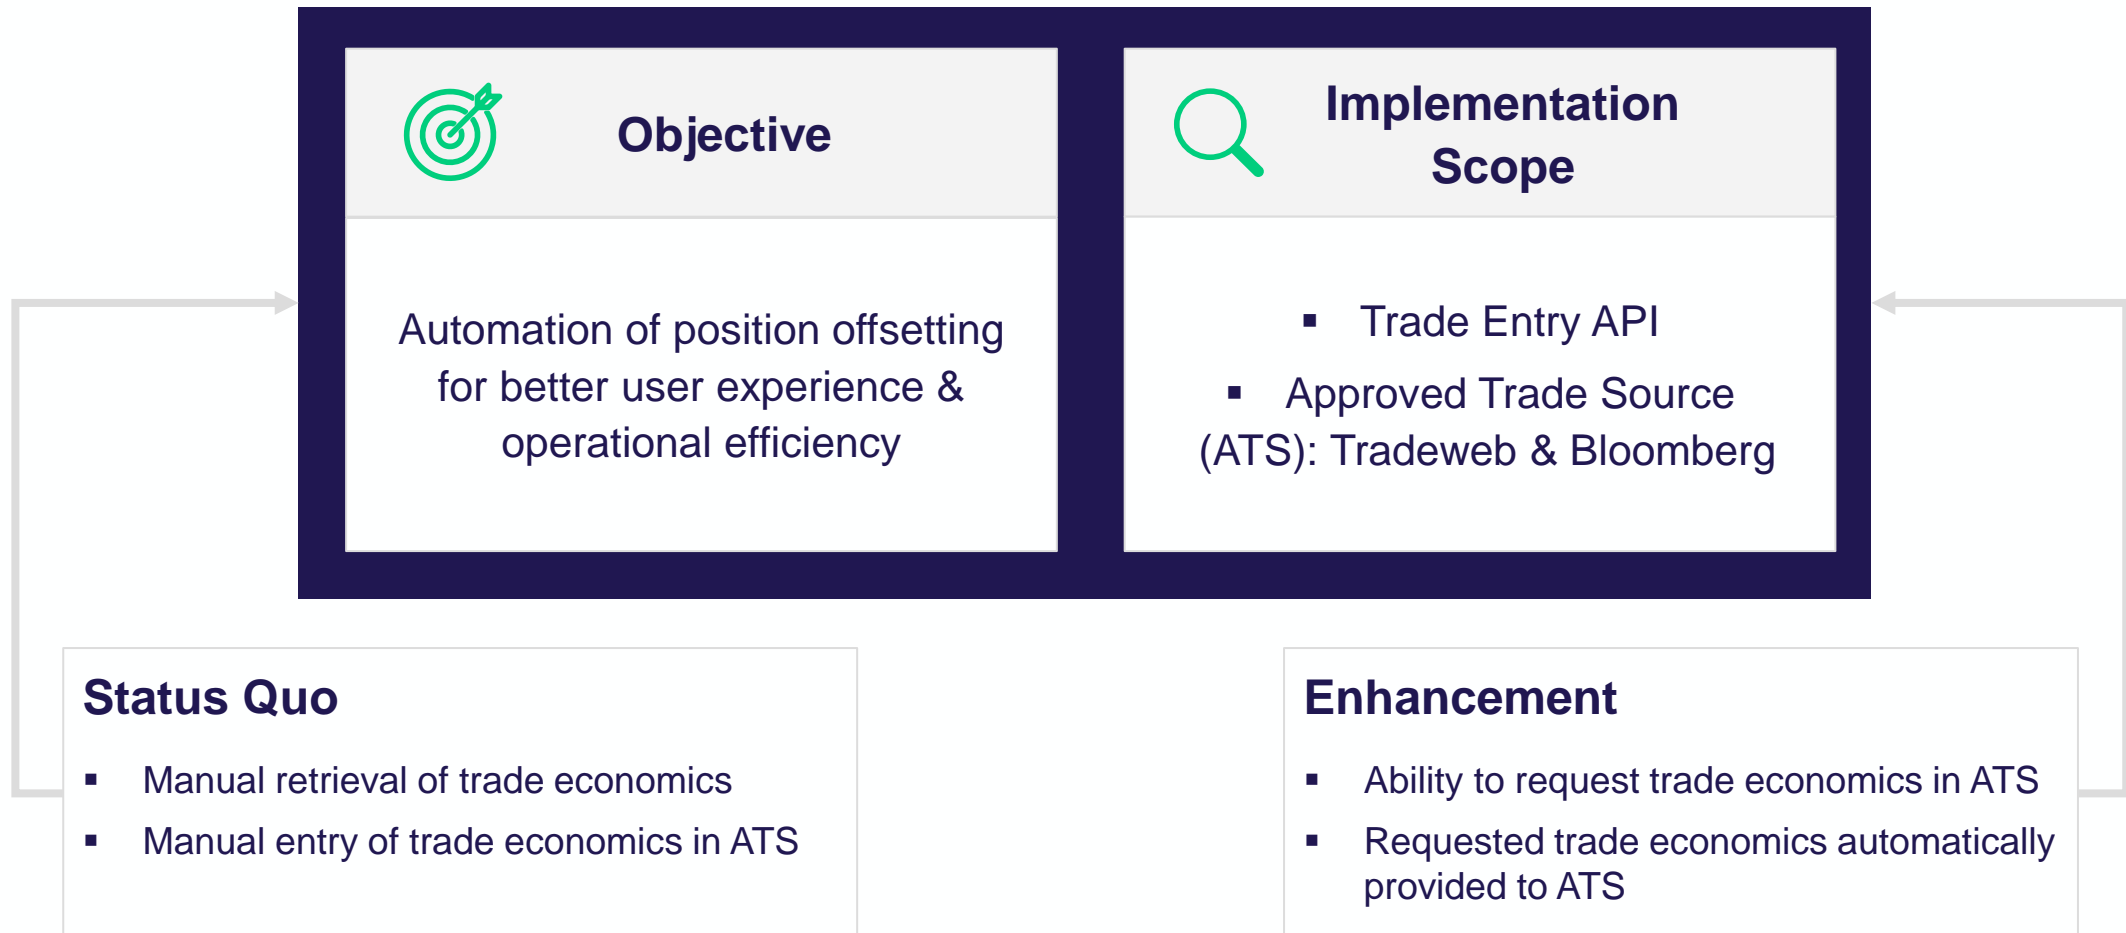 Objective
Automation of position offsetting
for better user experience &
operational efficiency
Implementation
Scope
▪ Trade Entry API
▪ Approved Trade Source
(ATS): Tradeweb & Bloomberg
Status Quo
▪ Manual retrieval of trade economics
▪ Manual entry of trade economics in ATS
Enhancement
▪ Ability to request trade economics in ATS
▪ Requested trade economics automatically
provided to ATS